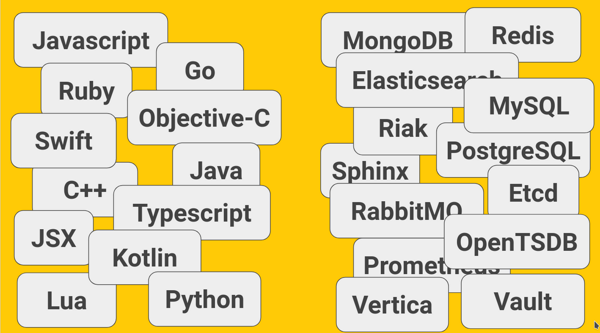 Javascript
Go
Ruby
Objective-C
Swift
Java
C++
Typescript
JSX
Kotlin
Lua
Python
MongoDB
Redis
Elasticsearch
MySQL
Riak
PostgreSQL
Sphinx
Etcd
RabbitMQ
OpenTSDB
Prometheus
Vertica
Vault